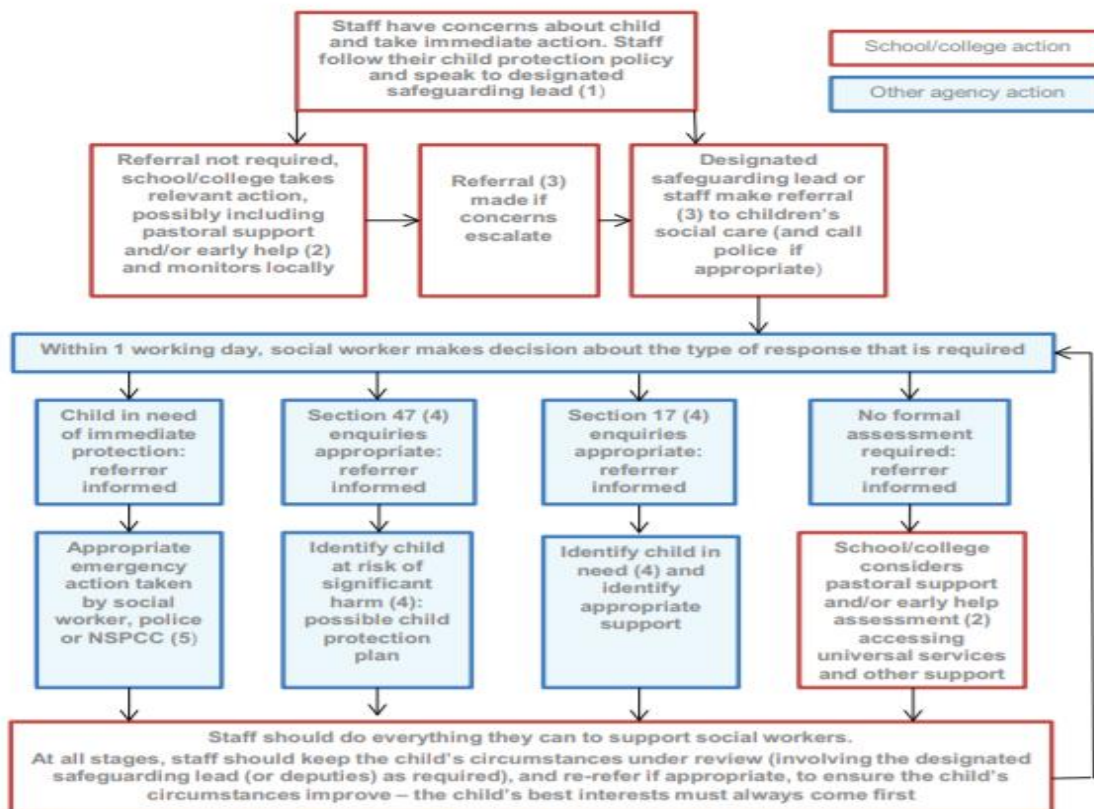 Staff have concerns about child
and take immediate action. Staff
follow their child protection policy
and speak to designated
safeguarding lead (1)
School/college action
Other agency action
Referral not required,
school/college takes
relevant action,
possibly including
pastoral support
and/or early help (2)
and monitors locally
Referral (3)
made if
concerns
escalate
Designated
safeguarding lead or
staff make referral
(3) to children's
social care (and call
police if
appropriate)
Within 1 working day, social worker makes decision about the type of response that is required
Child in need
of immediate
protection:
referrer
informed
Section 47 (4)
enquiries
appropriate:
referrer
informed
Section 17 (4)
enquiries
appropriate:
referrer
informed
No formal
assessment
required:
referrer
informed
Appropriate
emergency
action taken
by social
worker, police
or NSPCC (5)
Identify child
at risk of
significant
harm (4):
possible child
protection
plan
Identify child in
need (4) and
identify
appropriate
support
School/college
considers
pastoral support
and/or early help
assessment (2)
accessing
universal services
and other support
Staff should do everything they can to support social workers.
At all stages, staff should keep the child's circumstances under review (involving the designated
safeguarding lead (or deputies) as required), and re-refer if appropriate, to ensure the child's
circumstances improve – the child's best interests must always come first